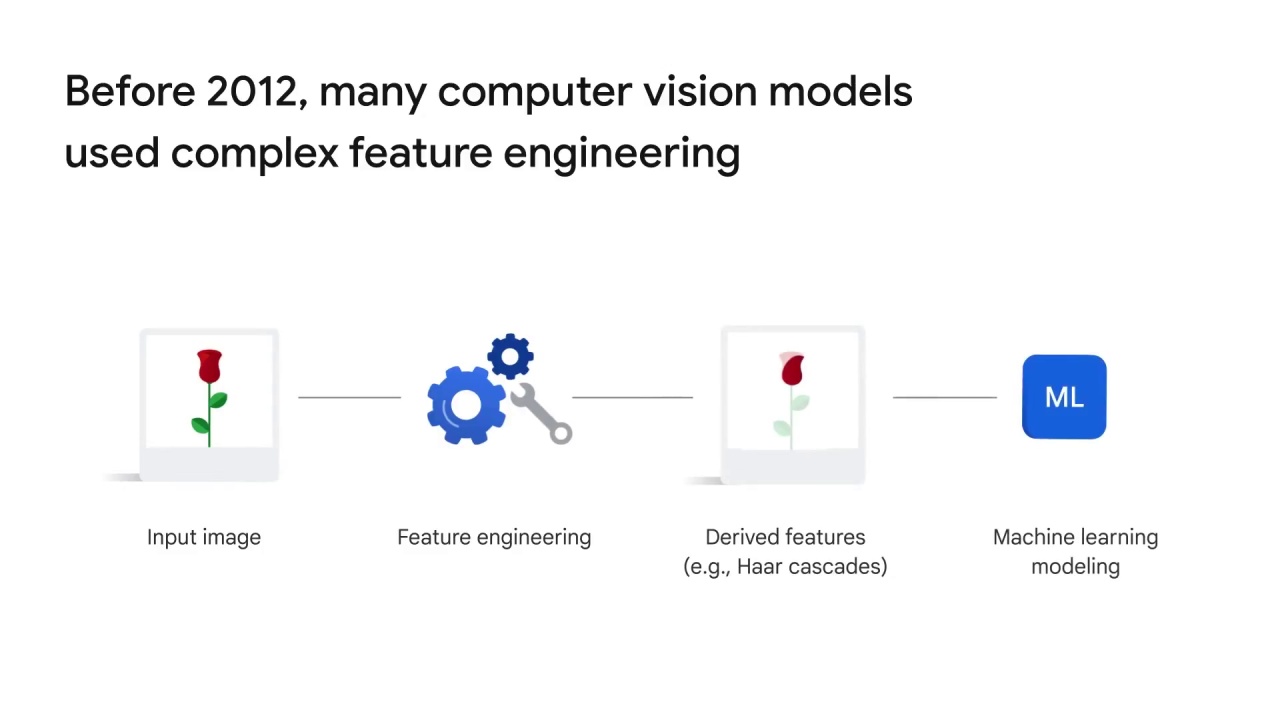 Before 2012, many computer vision models
used complex feature engineering
ML
Input image
Feature engineering
Derived features
(e.g., Haar cascades)
Machine learning
modeling